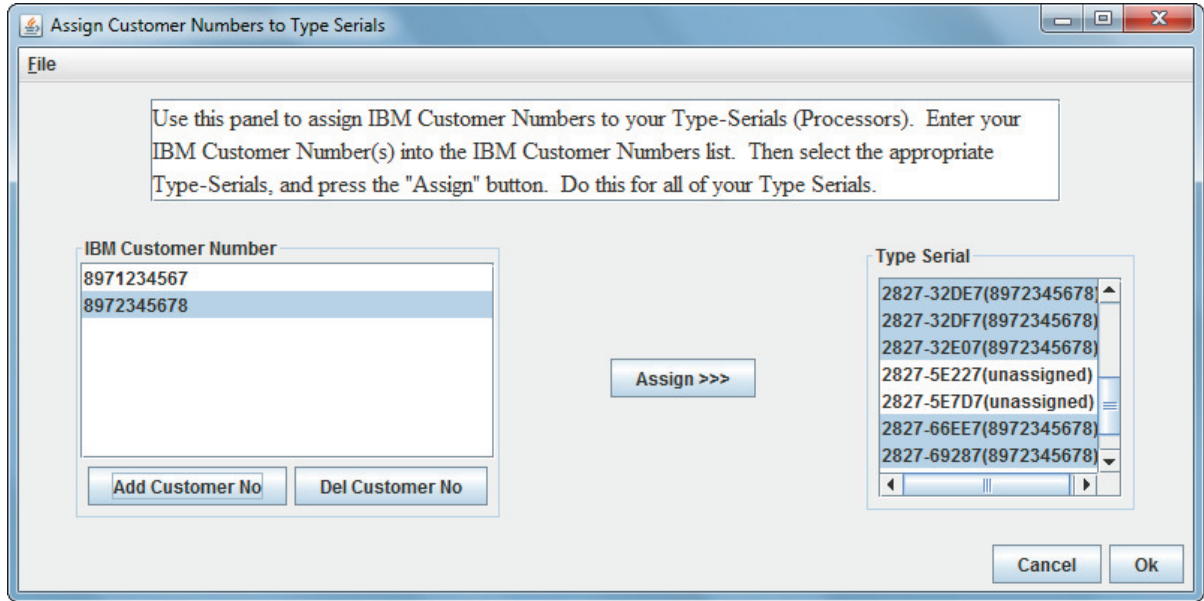 Assign Customer Numbers to Type Serials
File
Use this panel to assign IBM Customer Numbers to your Type-Serials (Processors). Enter your
IBM Customer Number(s) into the IBM Customer Numbers list. Then select the appropriate
Type-Serials, and press the "Assign" button. Do this for all of your Type Serials.
IBM Customer Number
8971234567
8972345678
Add Customer No
Del Customer No
Assign >>>
Type Serial
2827-32DE7(8972345678)
2827-32DF7(8972345678)
2827-32E07(8972345678)
2827-5E227(unassigned)
2827-5E7D7(unassigned)
2827-66EE7(8972345678)
2827-69287(8972345678)
Cancel
Ok